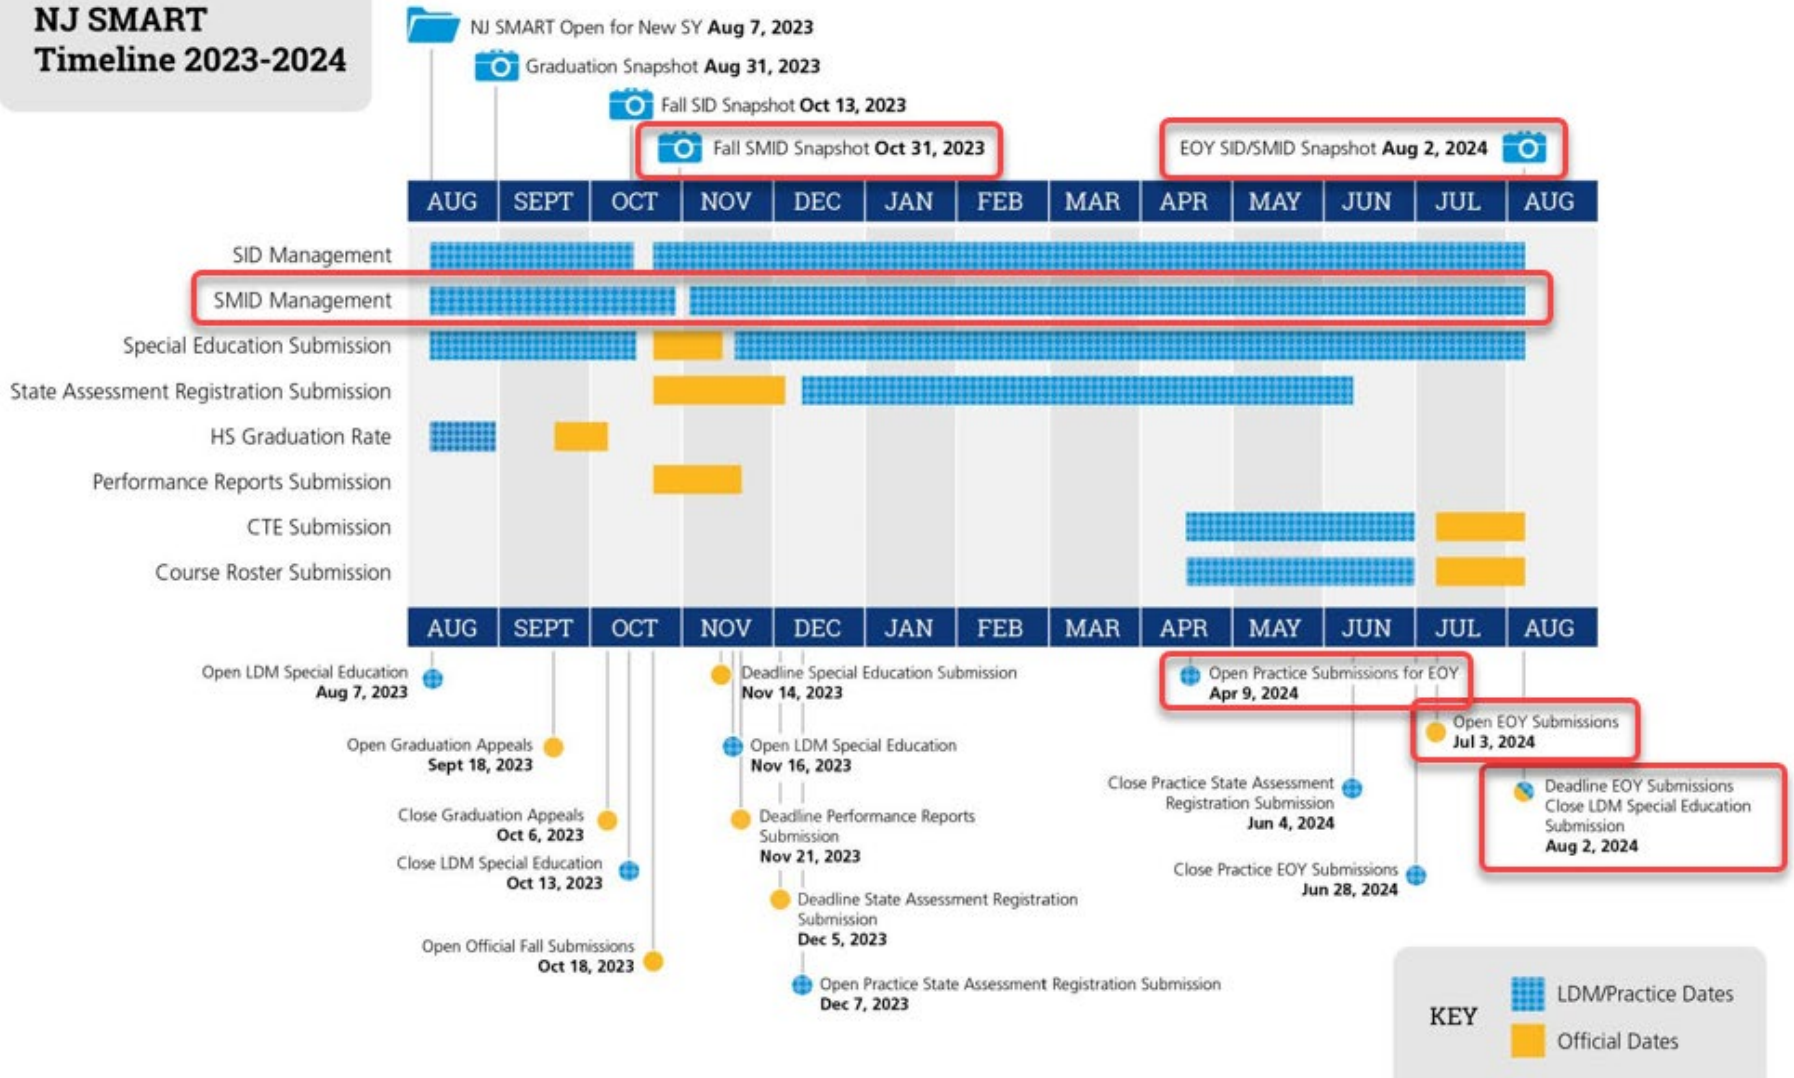 NJ SMART
Timeline 2023-2024
NJ SMART Open for New SY Aug 7, 2023
Graduation Snapshot Aug 31, 2023
Fall SID Snapshot Oct 13, 2023
Fall SMID Snapshot Oct 31, 2023
EOY SID/SMID Snapshot Aug 2, 2024
AUG SEPT OCT NOV DEC JAN FEB MAR APR MAY JUN JUL AUG
SID Management
SMID Management
Special Education Submission
State Assessment Registration Submission
HS Graduation Rate
Performance Reports Submission
CTE Submission
Course Roster Submission
AUG SEPT OCT NOV DEC JAN FEB MAR APR MAY JUN JUL AUG
Open LDM Special Education
Aug 7, 2023
Open Graduation Appeals
Sept 18, 2023
Close Graduation Appeals
Oct 6, 2023
Close LDM Special Education
Oct 13, 2023
Open Official Fall Submissions
Oct 18, 2023
Deadline Special Education Submission
Nov 14, 2023
Open LDM Special Education
Nov 16, 2023
Deadline Performance Reports
Submission
Nov 21, 2023
Deadline State Assessment Registration
Submission
Dec 5, 2023
Open Practice State Assessment Registration Submission
Dec 7, 2023
Open Practice Submissions for EOY
Apr 9, 2024
Close Practice State Assessment
Registration Submission
Jun 4, 2024
Close Practice EOY Submissions
Jun 28, 2024
Open EOY Submissions
Jul 3, 2024
Deadline EOY Submissions
Close LDM Special Education
Submission
Aug 2, 2024
KEY
LDM/Practice Dates
Official Dates